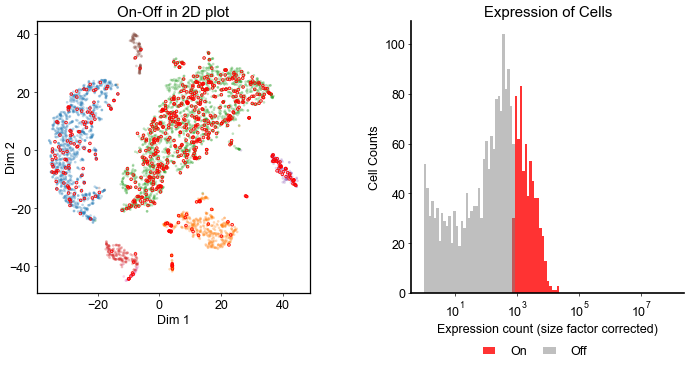 On-Off in 2D plot
Dim 2
40
20
0
−20
−40
−20
0
20
40
Dim 1
Expression of Cells
Cell Counts
100
80
60
40
20
0
10^1
10^3
10^5
10^7
Expression count (size factor corrected)
On
Off